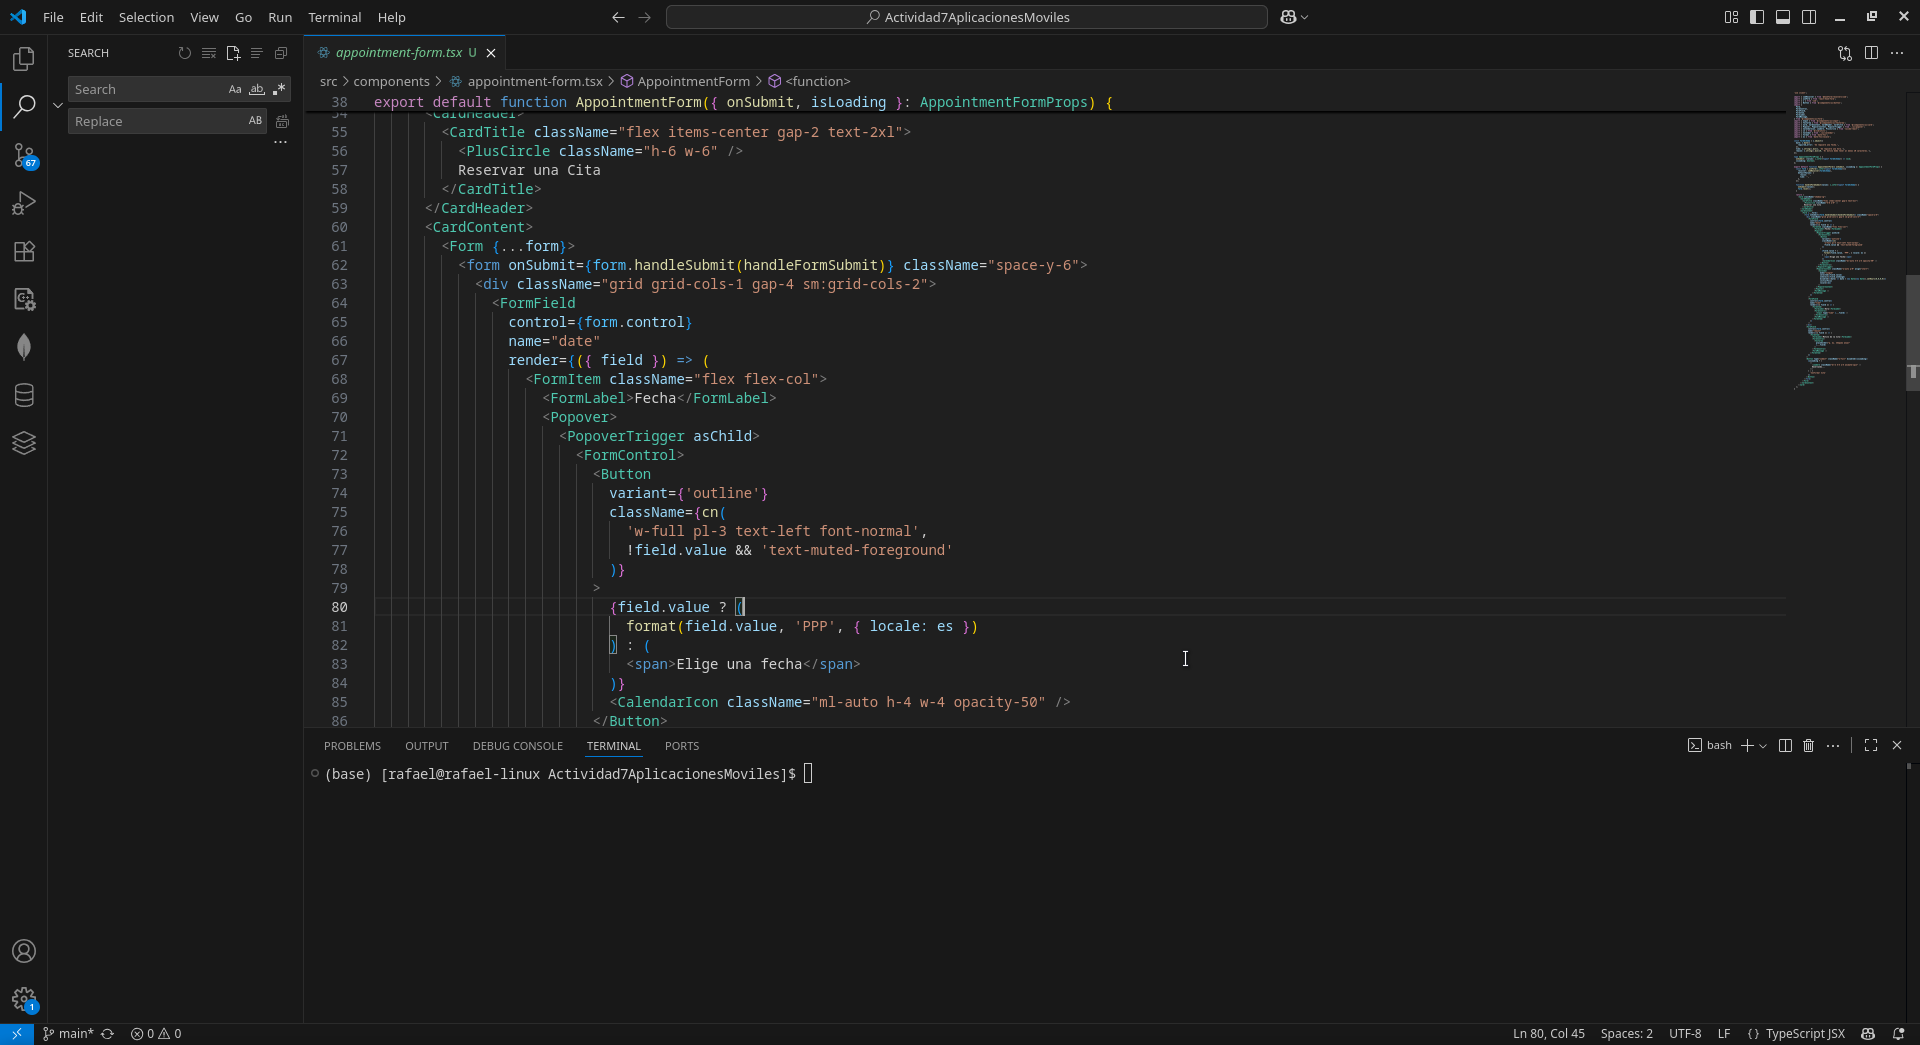 File Edit Selection View Go Run Terminal Help
Actividad7AplicacionesMoviles
SEARCH
Search Aa ab .*
Replace AB
67
1
appointment-form.tsx U
src > components > appointment-form.tsx > AppointmentForm > <function>
38 export default function AppointmentForm({ onSubmit, isLoading }: AppointmentFormProps) {
54 <CardHeader>
55 <CardTitle className="flex items-center gap-2 text-2xl">
56 <PlusCircle className="h-6 w-6" />
57 Reservar una Cita
58 </CardTitle>
59 </CardHeader>
60 <CardContent>
61 <Form {...form}>
62 <form onSubmit={form.handleSubmit(handleFormSubmit)} className="space-y-6">
63 <div className="grid grid-cols-1 gap-4 sm:grid-cols-2">
64 <FormField
65 control={form.control}
66 name="date"
67 render={({ field }) => (
68 <FormItem className="flex flex-col">
69 <FormLabel>Fecha</FormLabel>
70 <Popover>
71 <PopoverTrigger asChild>
72 <FormControl>
73 <Button
74 variant={'outline'}
75 className={cn(
76 'w-full pl-3 text-left font-normal',
77 !field.value && 'text-muted-foreground'
78 )}
79 >
80 {field.value ? (
81 format(field.value, 'PPP', { locale: es })
82 ) : (
83 <span>Elige una fecha</span>
84 )}
85 <CalendarIcon className="ml-auto h-4 w-4 opacity-50" />
86 </Button>
PROBLEMS OUTPUT DEBUG CONSOLE TERMINAL PORTS
bash
(base) [rafael@rafael-linux Actividad7AplicacionesMoviles]$
main* 0 0
Ln 80, Col 45 Spaces: 2 UTF-8 LF {} TypeScript JSX